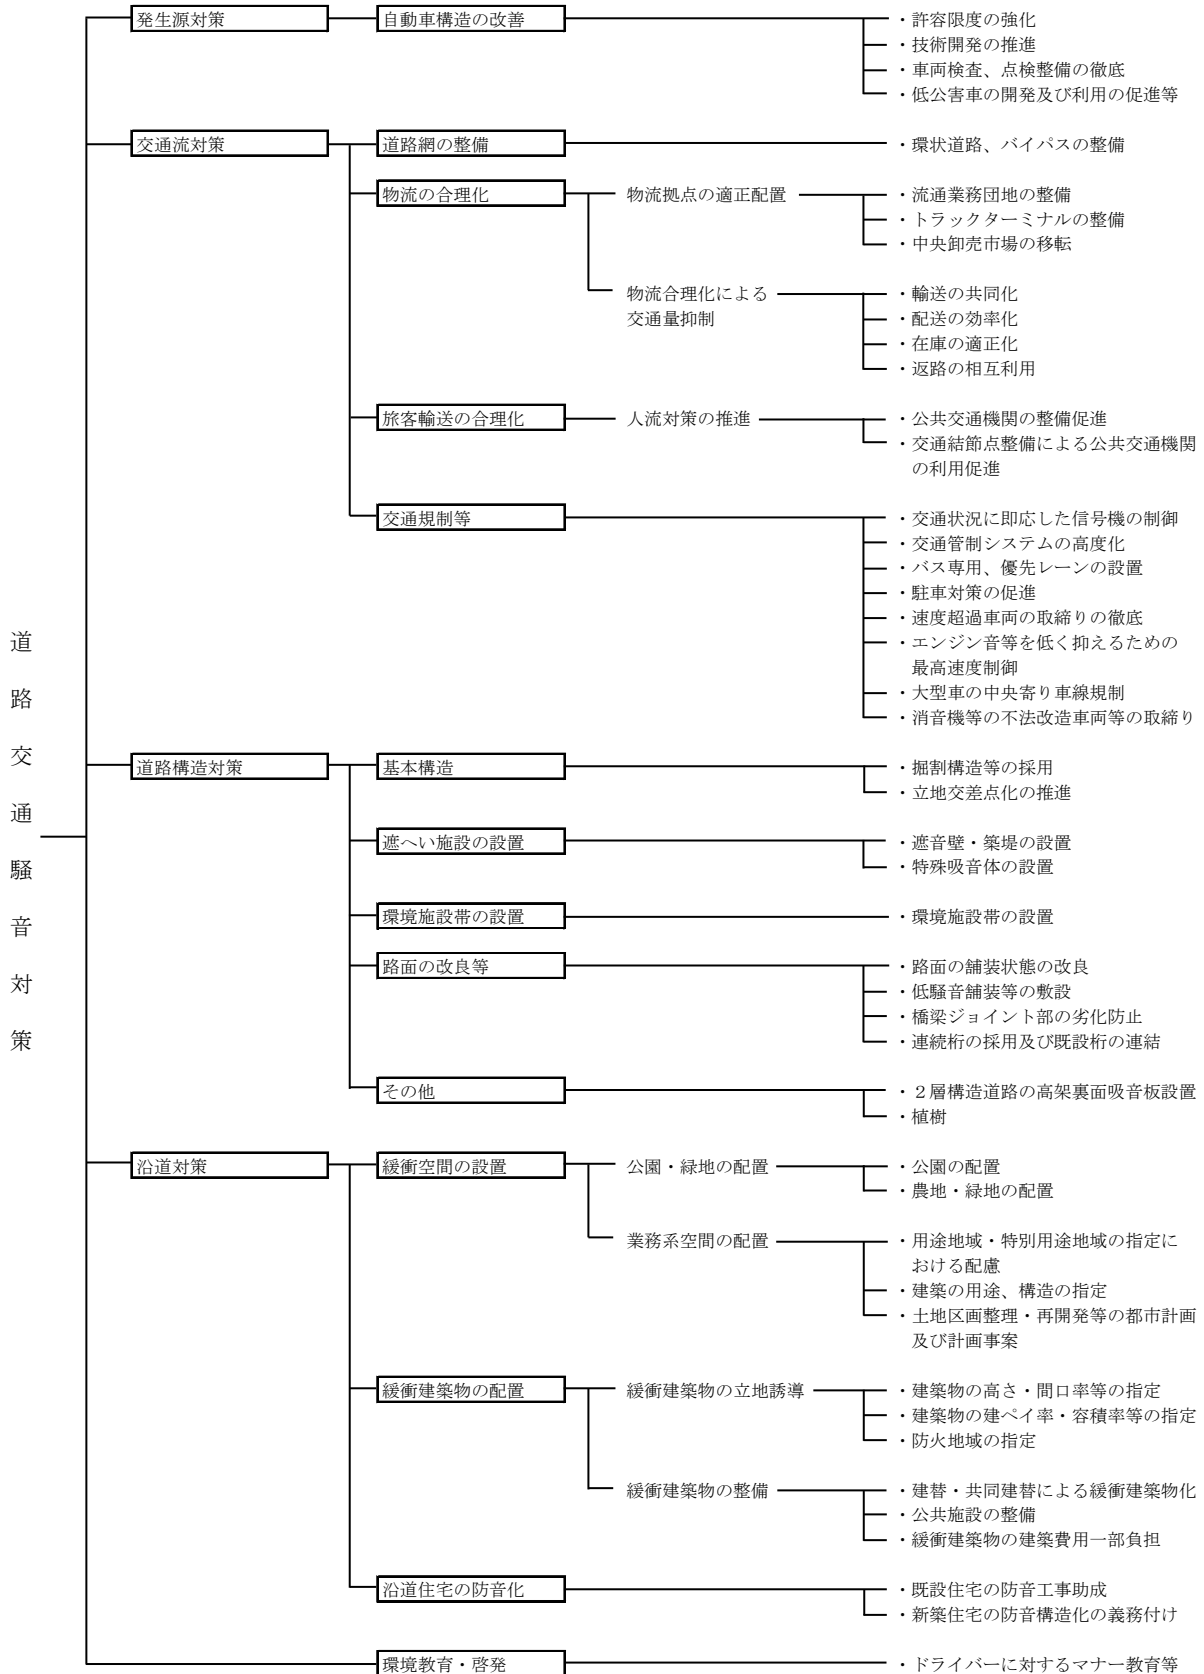 道路交通騒音対策
発生源対策
自動車構造の改善
・許容限度の強化
・技術開発の推進
・車両検査、点検整備の徹底
・低公害車の開発及び利用の促進等
交通流対策
道路網の整備
・環状道路、バイパスの整備
物流の合理化
物流拠点の適正配置
・流通業務団地の整備
・トラックターミナルの整備
・中央卸売市場の移転
物流合理化による
交通量抑制
・輸送の共同化
・配送の効率化
・在庫の適正化
・返路の相互利用
旅客輸送の合理化
人流対策の推進
・公共交通機関の整備促進
・交通結節点整備による公共交通機関
の利用促進
交通規制等
・交通状況に即応した信号機の制御
・交通管制システムの高度化
・バス専用、優先レーンの設置
・駐車対策の促進
・速度超過車両の取締りの徹底
・エンジン音等を低く抑えるための
最高速度制御
・大型車の中央寄り車線規制
・消音機等の不法改造車両等の取締り
道路構造対策
基本構造
・掘割構造等の採用
・立地交差点化の推進
遮へい施設の設置
・遮音壁・築堤の設置
・特殊吸音体の設置
環境施設帯の設置
・環境施設帯の設置
路面の改良等
・路面の舗装状態の改良
・低騒音舗装等の敷設
・橋梁ジョイント部の劣化防止
・連続桁の採用及び既設桁の連結
その他
・２層構造道路の高架裏面吸音板設置
・植樹
沿道対策
緩衝空間の設置
公園・緑地の配置
・公園の配置
・農地・緑地の配置
業務系空間の配置
・用途地域・特別用途地域の指定に
おける配慮
・建築の用途、構造の指定
・土地区画整理・再開発等の都市計画
及び計画事案
緩衝建築物の配置
緩衝建築物の立地誘導
・建築物の高さ・間口率等の指定
・建築物の建ペイ率・容積率等の指定
・防火地域の指定
緩衝建築物の整備
・建替・共同建替による緩衝建築物化
・公共施設の整備
・緩衝建築物の建築費用一部負担
沿道住宅の防音化
・既設住宅の防音工事助成
・新築住宅の防音構造化の義務付け
環境教育・啓発
・ドライバーに対するマナー教育等